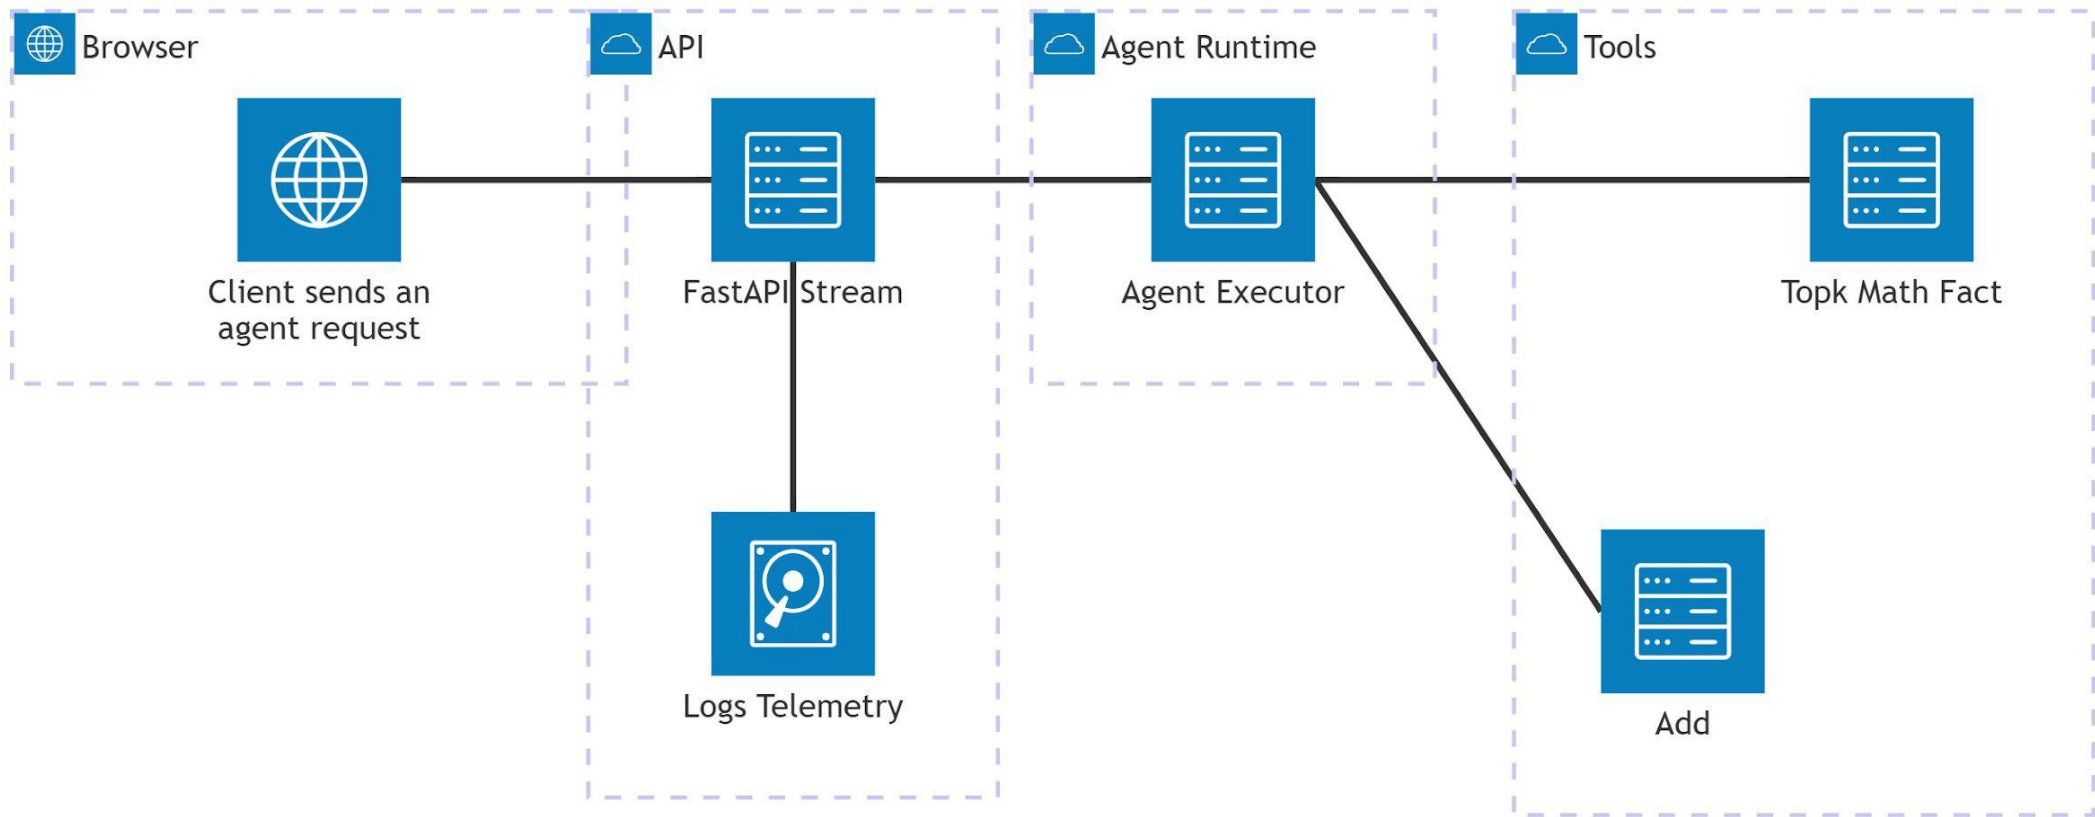 Browser
API
Agent Runtime
Tools
Client sends an
agent request
FastAPI Stream
Agent Executor
Topk Math Fact
Logs Telemetry
Add